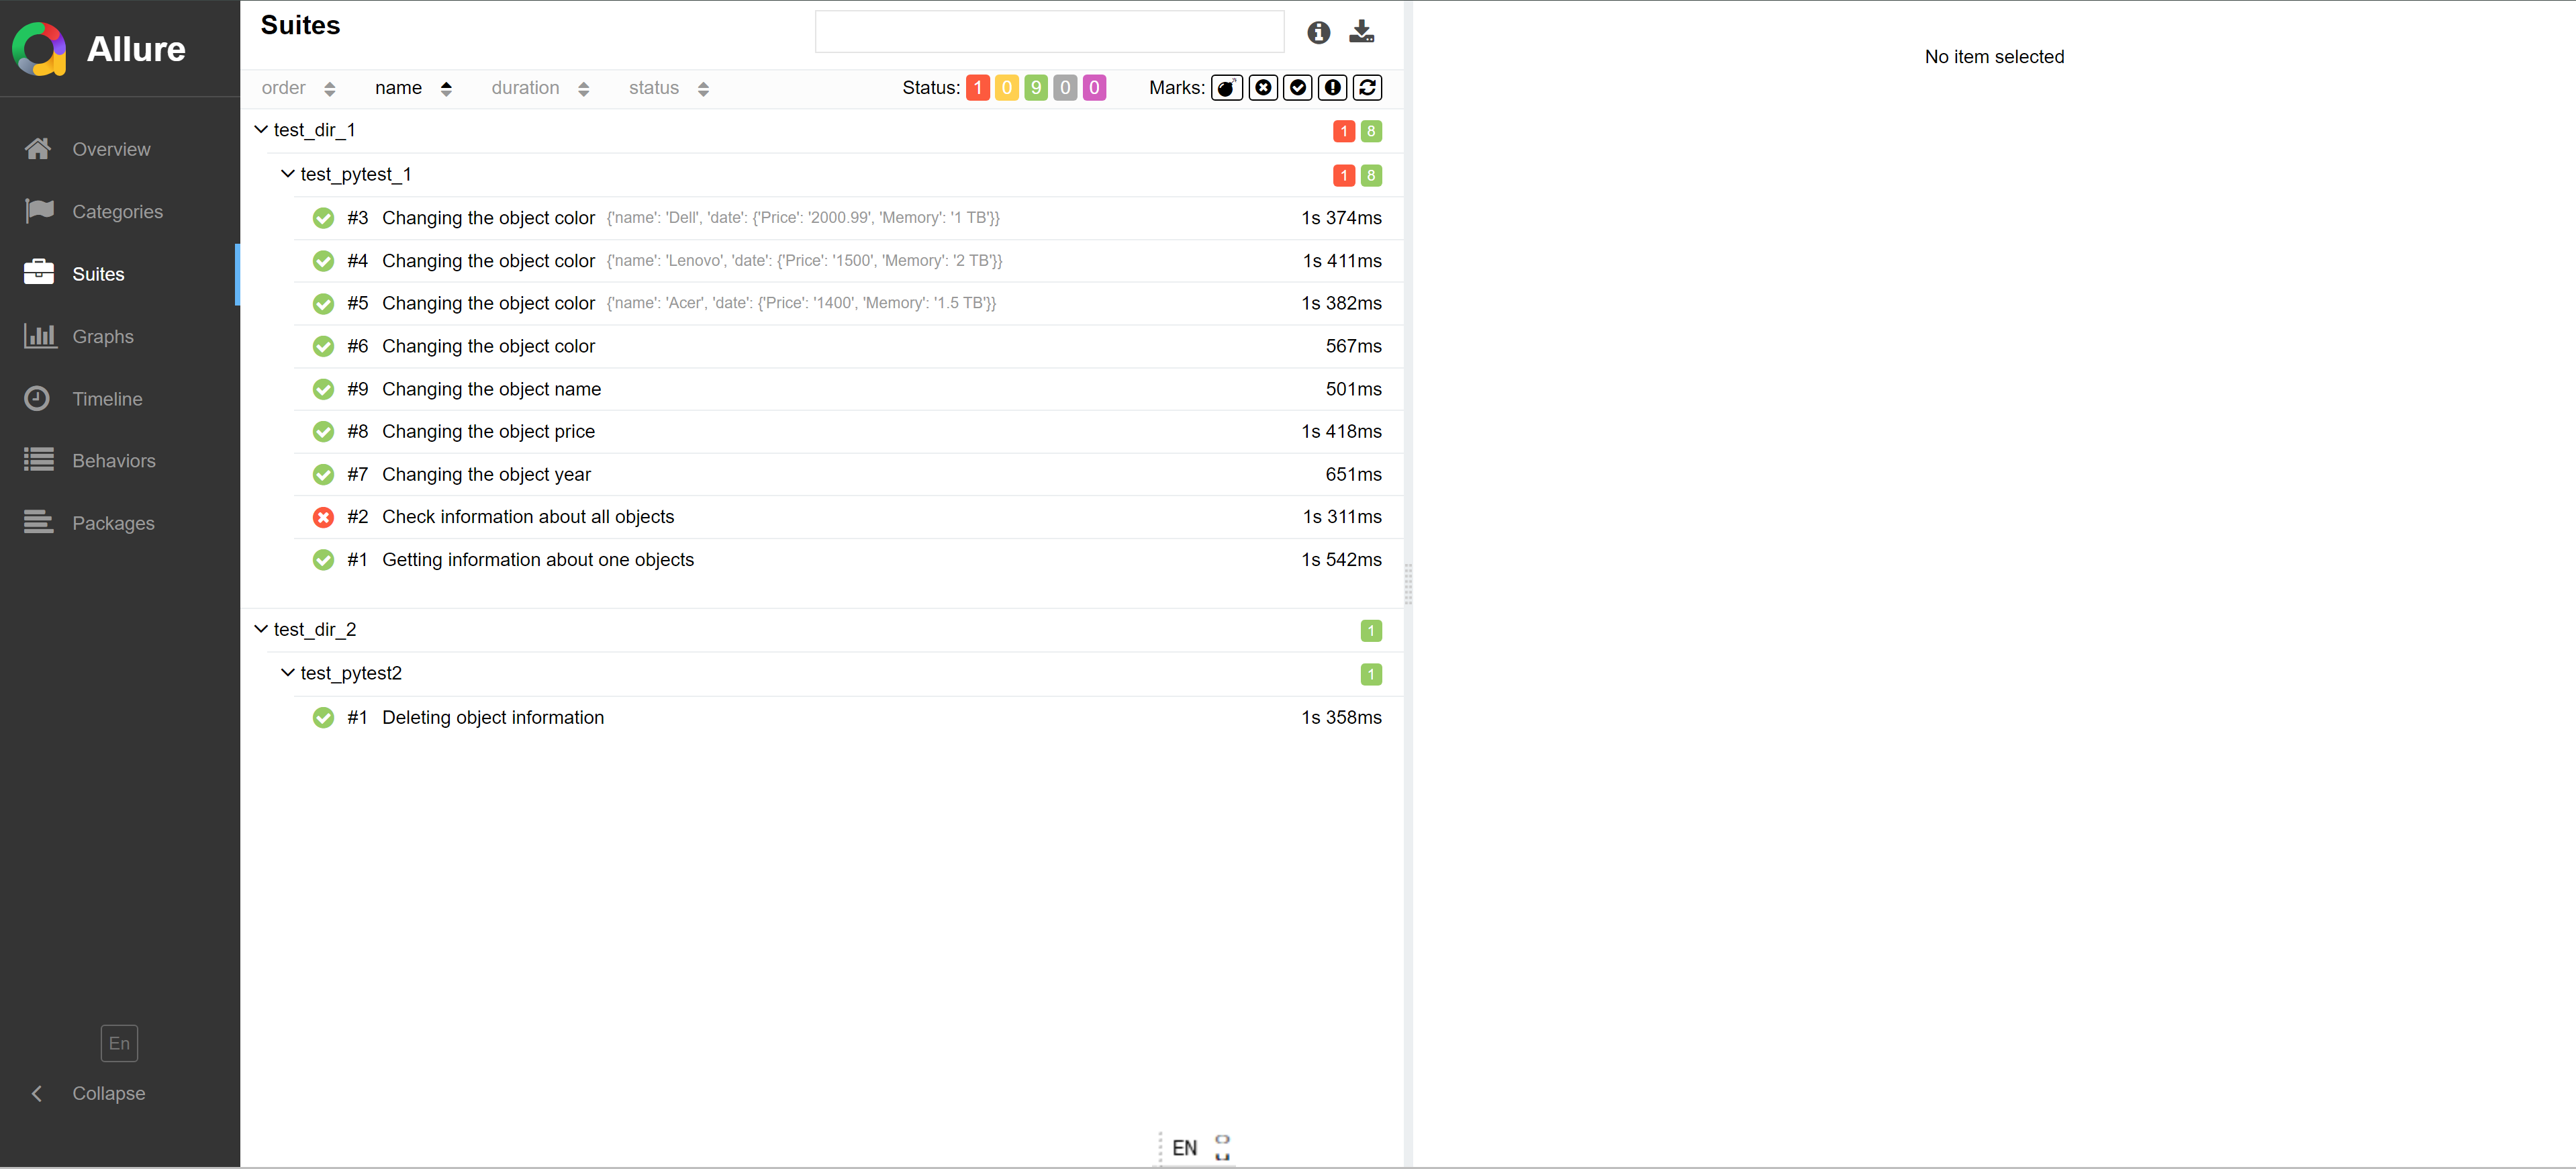 Allure
Overview
Categories
Suites
Graphs
Timeline
Behaviors
Packages
En
Collapse
Suites
order name duration status Status: 1 0 9 0 0 Marks:
test_dir_1 1 8
test_pytest_1 1 8
#3 Changing the object color {'name': 'Dell', 'date': {'Price': '2000.99', 'Memory': '1 TB'}} 1s 374ms
#4 Changing the object color {'name': 'Lenovo', 'date': {'Price': '1500', 'Memory': '2 TB'}} 1s 411ms
#5 Changing the object color {'name': 'Acer', 'date': {'Price': '1400', 'Memory': '1.5 TB'}} 1s 382ms
#6 Changing the object color 567ms
#9 Changing the object name 501ms
#8 Changing the object price 1s 418ms
#7 Changing the object year 651ms
#2 Check information about all objects 1s 311ms
#1 Getting information about one objects 1s 542ms
test_dir_2 1
test_pytest2 1
#1 Deleting object information 1s 358ms
EN
No item selected